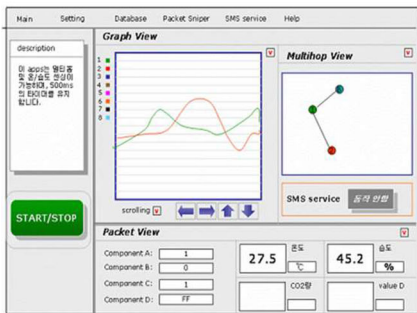 Main Setting Database Packet Sniper SMS service Help
description
이 apps는 멀티홉
및 온/습도 센싱이
가능하며, 500ms
의 타이머를 유지
합니다.
START/STOP
Graph View
1
2
3
4
5
6
7
8
scrolling
Multihop View
1
2
SMS service 동작 안함
Packet View
Component A: 1
Component B: 0
Component C: 1
Component D: FF
27.5 온도 ℃
45.2 습도 %
CO2량
value D